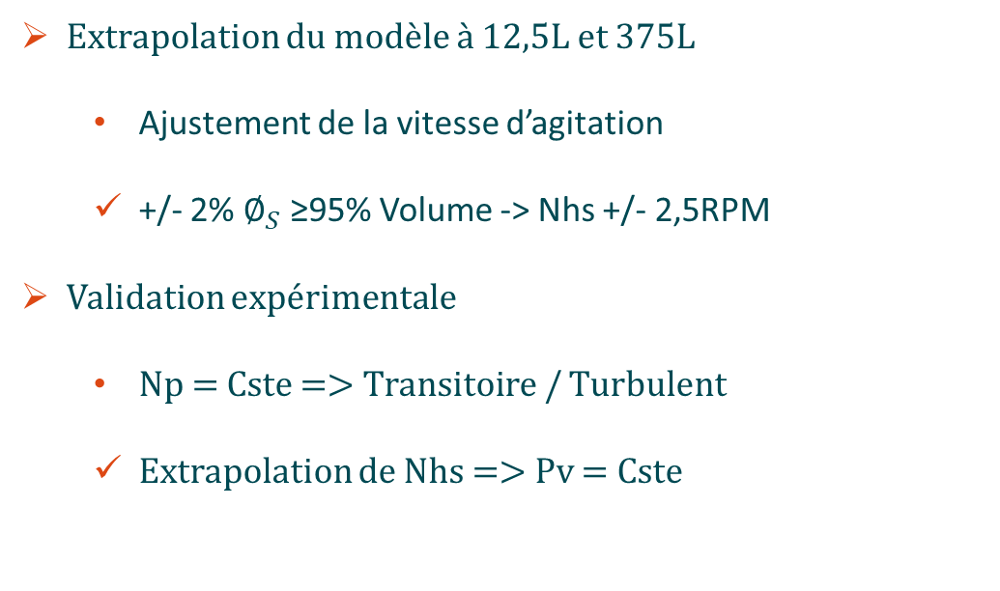 ➢ Extrapolation du modèle à 12,5L et 375L
• Ajustement de la vitesse d’agitation
✓ +/- 2% Ø𝑆 ≥95% Volume -> Nhs +/- 2,5RPM
➢ Validation expérimentale
• Np = Cste => Transitoire / Turbulent
✓ Extrapolation de Nhs => Pv = Cste